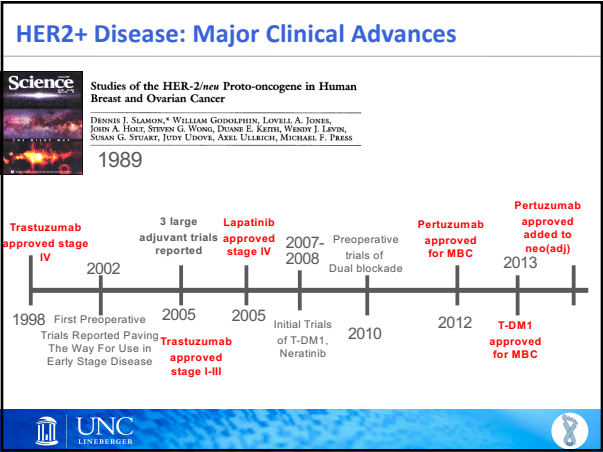 HER2+ Disease: Major Clinical Advances
Science
THE MILKY WAY
Studies of the HER-2/neu Proto-oncogene in Human
Breast and Ovarian Cancer
DENNIS J. SLAMON,* WILLIAM GODOLPHIN, LOVELL A. JONES,
JOHN A. HOLT, STEVEN G. WONG, DUANE E. KEITH, WENDY J. LEVIN,
SUSAN G. STUART, JUDY UDOVE, AXEL ULLRICH, MICHAEL F. PRESS
1989
Trastuzumab
approved stage
IV
1998
2002
First Preoperative
Trials Reported Paving
The Way For Use in
Early Stage Disease
3 large
adjuvant trials
reported
2005
Trastuzumab
approved
stage I-III
Lapatinib
approved
stage IV
2005
2007-
2008
Initial Trials
of T-DM1,
Neratinib
Preoperative
trials of
Dual blockade
2010
Pertuzumab
approved
for MBC
2012
2013
T-DM1
approved
for MBC
Pertuzumab
approved
added to
neo(adj)
UNC
LINEBERGER